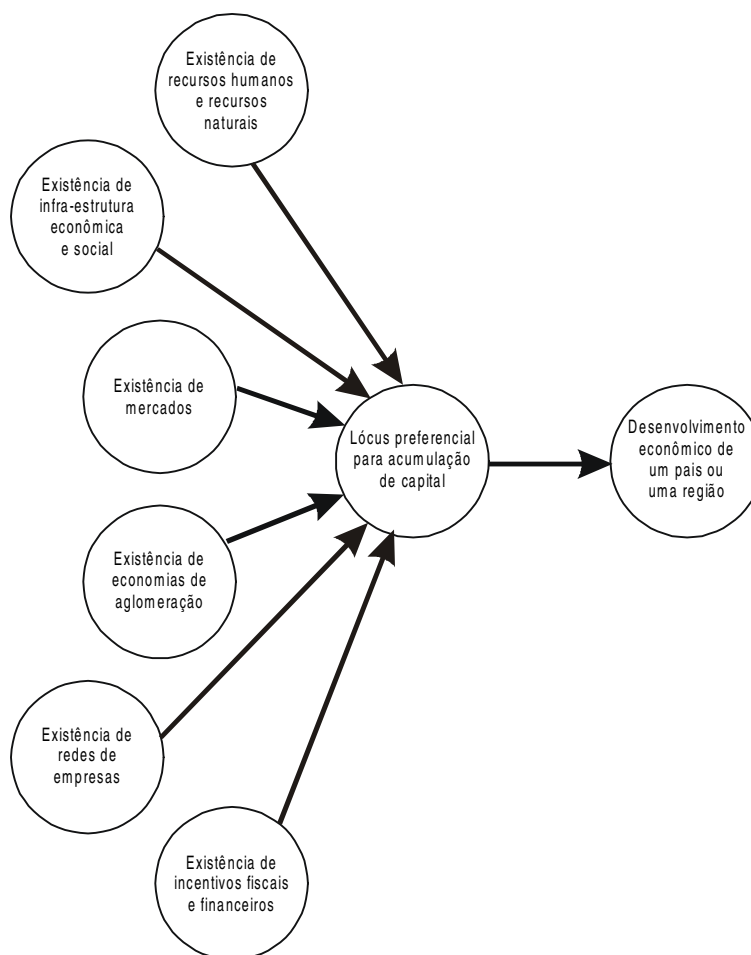 Existência de
recursos humanos
e recursos
naturais
Existência de
infra-estrutura
econômica
e social
Existência de
mercados
Lócus preferencial
para acumulação
de capital
Desenvolvimento
econômico de
um pais ou
uma região
Existência de
economias de
aglomeração
Existência de
redes de
empresas
Existência de
incentivos fiscais
e financeiros